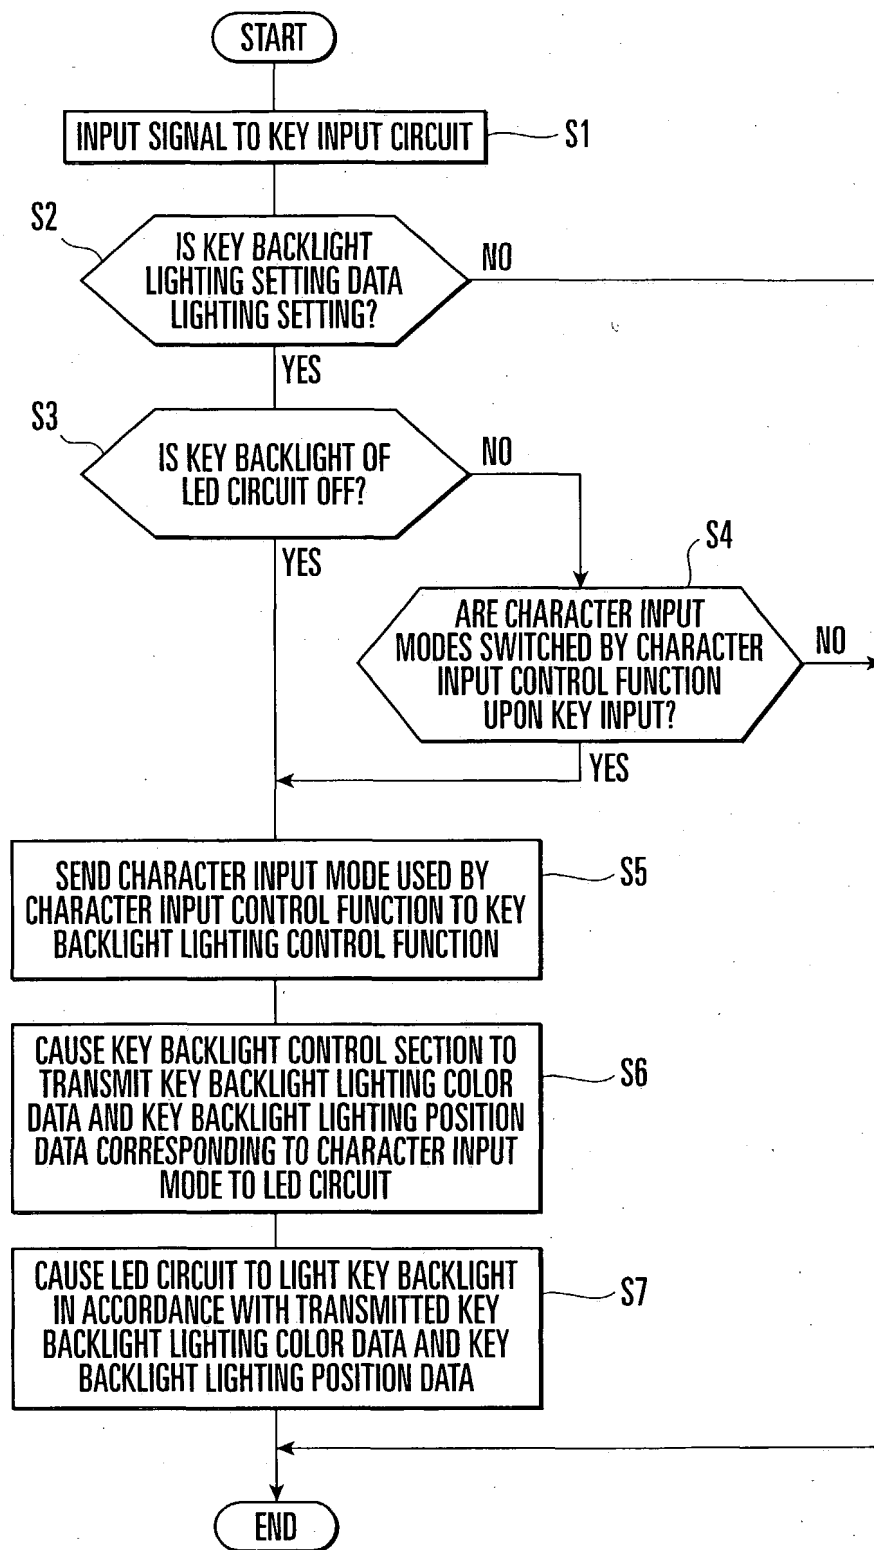 START
INPUT SIGNAL TO KEY INPUT CIRCUIT
S1
S2
IS KEY BACKLIGHT
LIGHTING SETTING DATA
LIGHTING SETTING?
NO
YES
S3
IS KEY BACKLIGHT OF
LED CIRCUIT OFF?
NO
YES
S4
ARE CHARACTER INPUT
MODES SWITCHED BY CHARACTER
INPUT CONTROL FUNCTION
UPON KEY INPUT?
NO
YES
SEND CHARACTER INPUT MODE USED BY
CHARACTER INPUT CONTROL FUNCTION TO KEY
BACKLIGHT LIGHTING CONTROL FUNCTION
S5
CAUSE KEY BACKLIGHT CONTROL SECTION TO
TRANSMIT KEY BACKLIGHT LIGHTING COLOR
DATA AND KEY BACKLIGHT LIGHTING POSITION
DATA CORRESPONDING TO CHARACTER INPUT
MODE TO LED CIRCUIT
S6
CAUSE LED CIRCUIT TO LIGHT KEY BACKLIGHT
IN ACCORDANCE WITH TRANSMITTED KEY
BACKLIGHT LIGHTING COLOR DATA AND KEY
BACKLIGHT LIGHTING POSITION DATA
S7
END